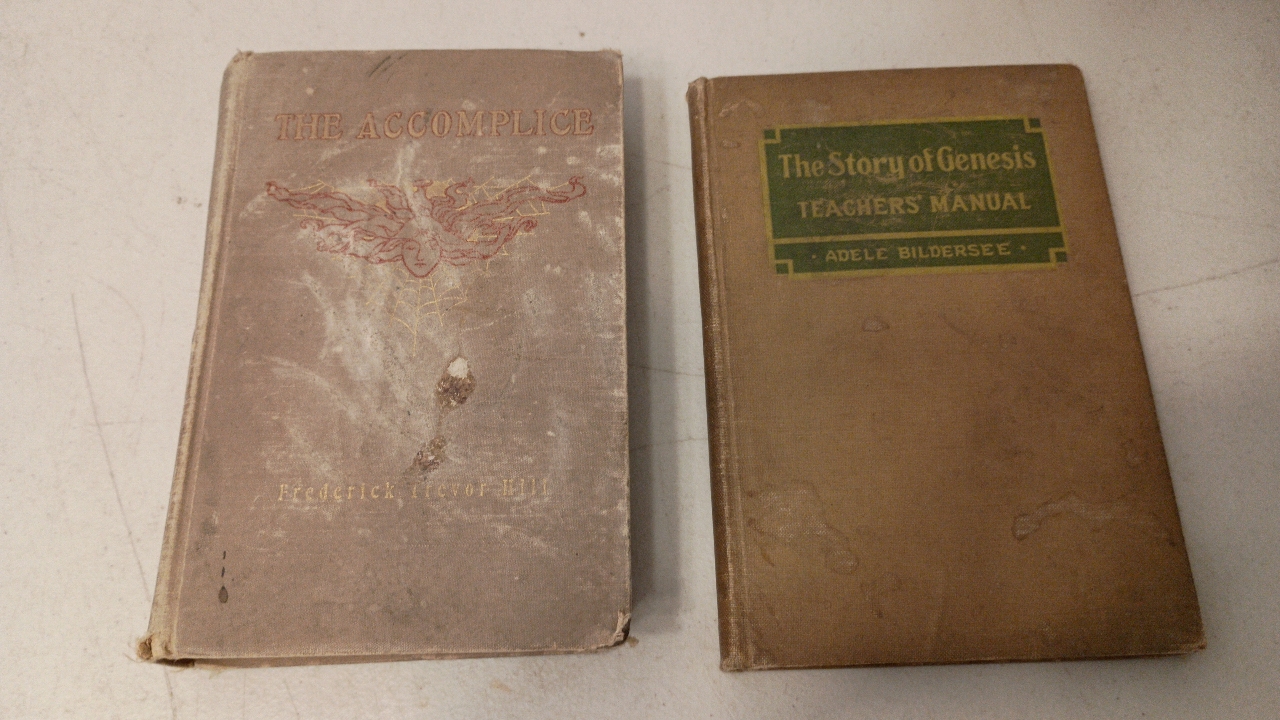 THE ACCOMPLICE
Frederick Trevor Hill
The Story of Genesis
TEACHERS' MANUAL
· ADELE BILDERSEE ·